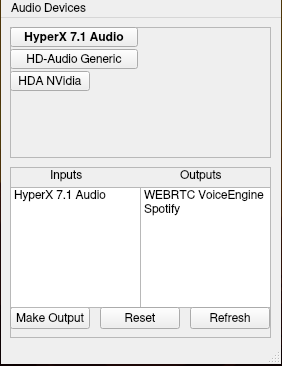 Audio Devices
HyperX 7.1 Audio
HD-Audio Generic
HDA NVidia
Inputs Outputs
HyperX 7.1 Audio WEBRTC VoiceEngine
Spotify
Make Output Reset Refresh